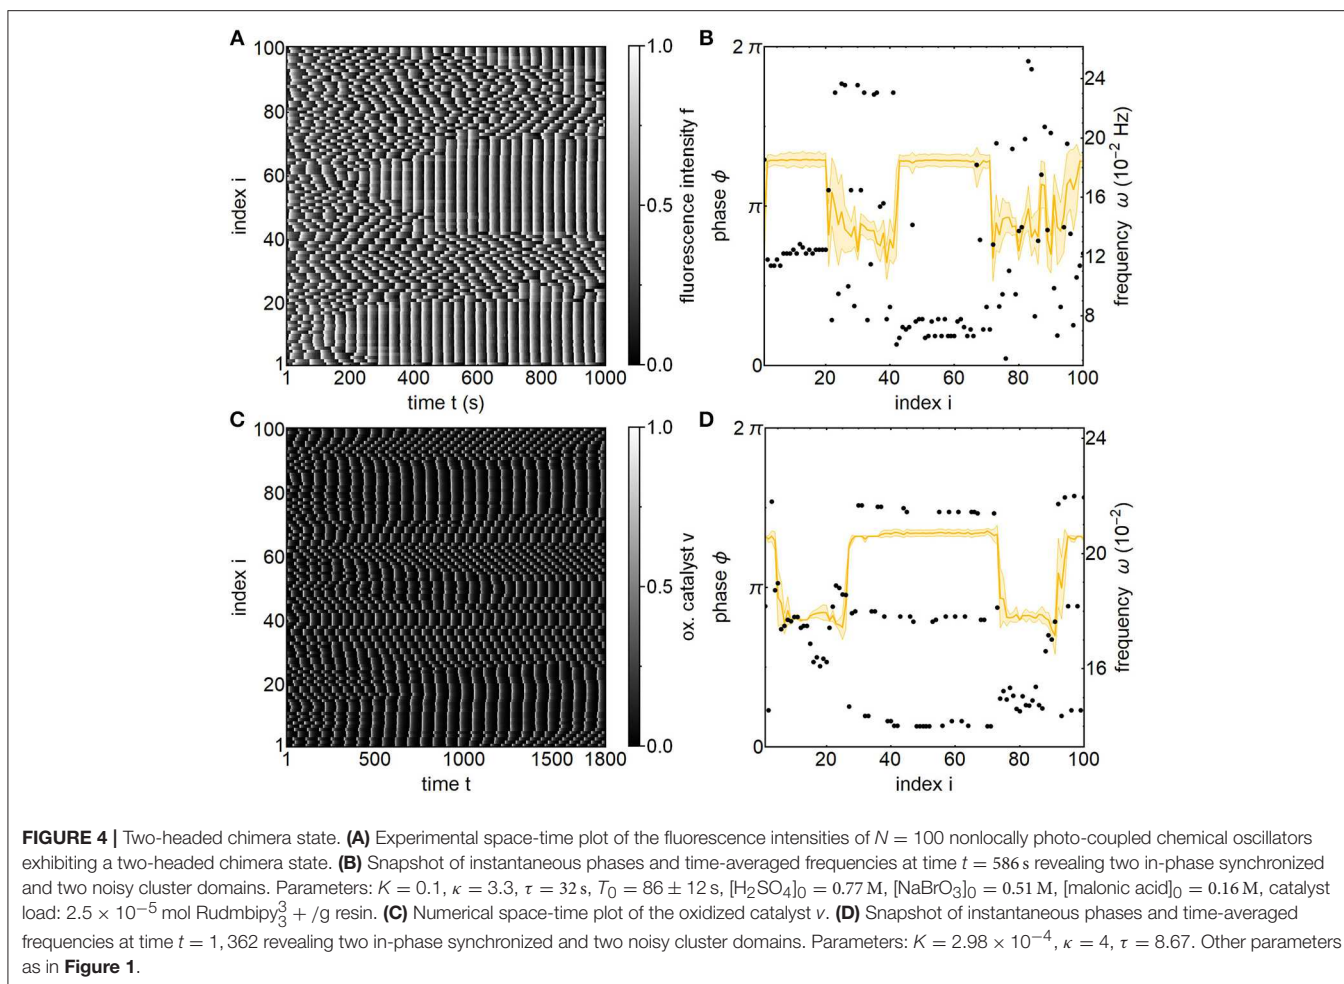 A
100
80
60
40
20
1
index i
1
200
400
600
800
1000
time t (s)
1.0
0.5
0.0
fluorescence intensity f
B
2 π
π
0
phase ϕ
20
40
60
80
100
index i
24
20
16
12
8
frequency ω (10⁻² Hz)
C
100
80
60
40
20
1
index i
1
500
1000
1500
1800
time t
1.0
0.5
0.0
ox. catalyst v
D
2 π
π
0
phase ϕ
20
40
60
80
100
index i
24
20
16
frequency ω (10⁻²)
FIGURE 4 | Two-headed chimera state. (A) Experimental space-time plot of the fluorescence intensities of N = 100 nonlocally photo-coupled chemical oscillators
exhibiting a two-headed chimera state. (B) Snapshot of instantaneous phases and time-averaged frequencies at time t = 586 s revealing two in-phase synchronized
and two noisy cluster domains. Parameters: K = 0.1, κ = 3.3, τ = 32 s, T₀ = 86 ± 12 s, [H₂SO₄]₀ = 0.77 M, [NaBrO₃]₀ = 0.51 M, [malonic acid]₀ = 0.16 M, catalyst
load: 2.5 × 10⁻⁵ mol Rudmbipy₃³ + /g resin. (C) Numerical space-time plot of the oxidized catalyst v. (D) Snapshot of instantaneous phases and time-averaged
frequencies at time t = 1, 362 revealing two in-phase synchronized and two noisy cluster domains. Parameters: K = 2.98 × 10⁻⁴, κ = 4, τ = 8.67. Other parameters
as in Figure 1.